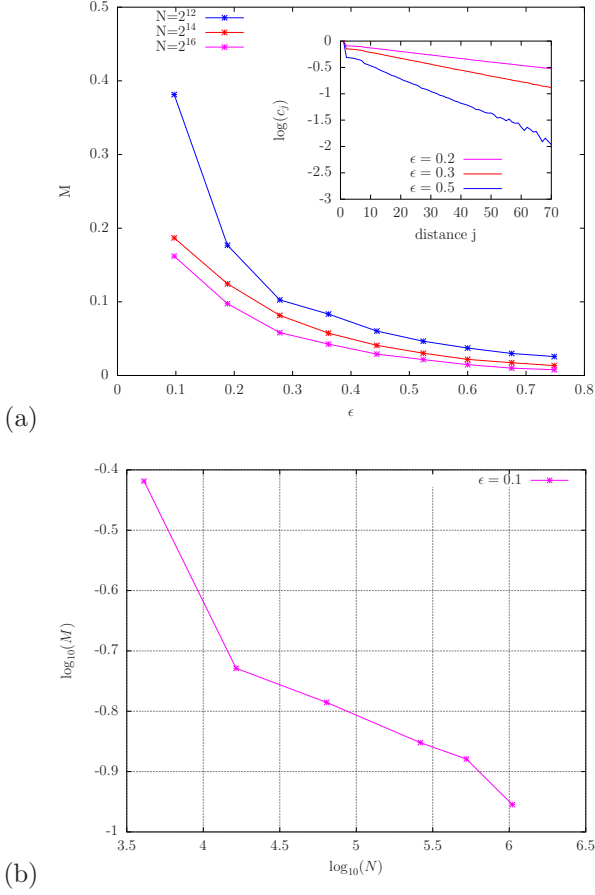 N=2¹²
N=2¹⁴
N=2¹⁶
0.5
0.4
0.3
0.2
0.1
0
M
0 0.1 0.2 0.3 0.4 0.5 0.6 0.7 0.8
ϵ
0
-0.5
-1
-1.5
-2
-2.5
-3
log(cⱼ)
ϵ = 0.2
ϵ = 0.3
ϵ = 0.5
0 10 20 30 40 50 60 70
distance j
(a)
ϵ = 0.1
-0.4
-0.5
-0.6
-0.7
-0.8
-0.9
-1
log₁₀(M)
3.5 4 4.5 5 5.5 6 6.5
log₁₀(N)
(b)